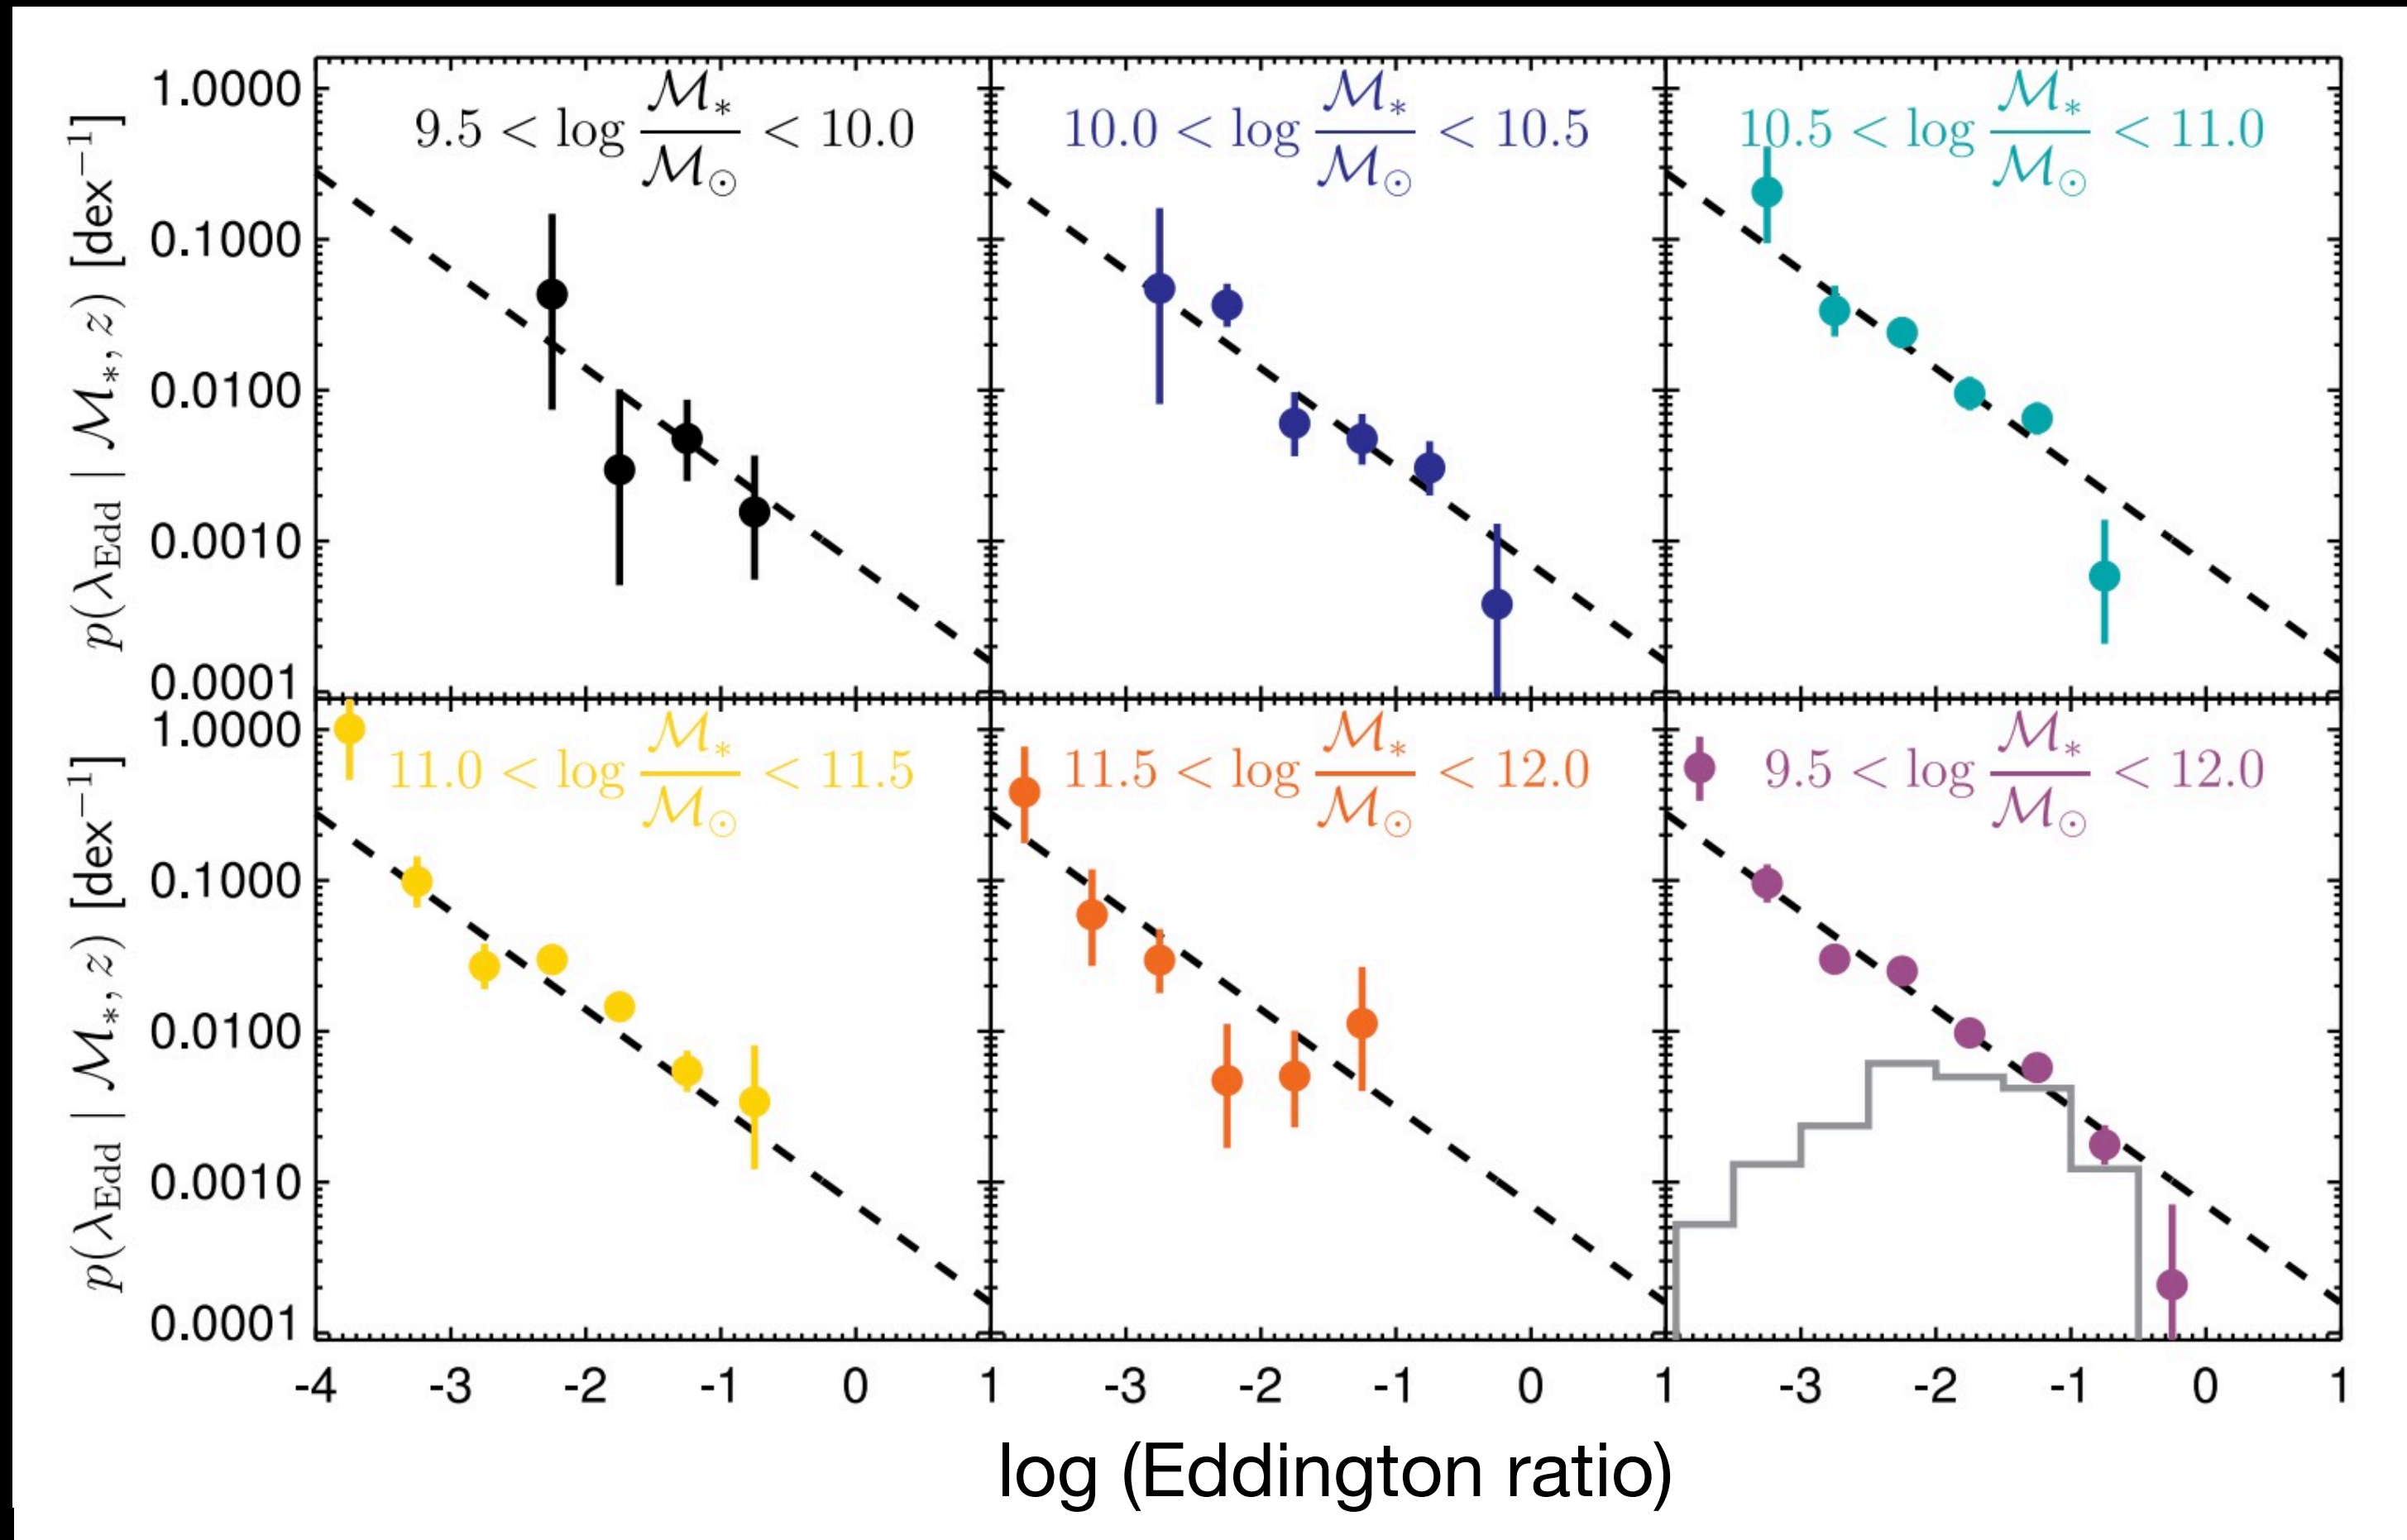 p(λ_Edd | ℳ_*, z) [dex⁻¹]
1.0000
0.1000
0.0100
0.0010
0.0001
9.5 < log ℳ_*/ℳ_⊙ < 10.0
10.0 < log ℳ_*/ℳ_⊙ < 10.5
10.5 < log ℳ_*/ℳ_⊙ < 11.0
p(λ_Edd | ℳ_*, z) [dex⁻¹]
1.0000
0.1000
0.0100
0.0010
0.0001
11.0 < log ℳ_*/ℳ_⊙ < 11.5
11.5 < log ℳ_*/ℳ_⊙ < 12.0
9.5 < log ℳ_*/ℳ_⊙ < 12.0
-4 -3 -2 -1 0 1 -3 -2 -1 0 1 -3 -2 -1 0 1
log (Eddington ratio)